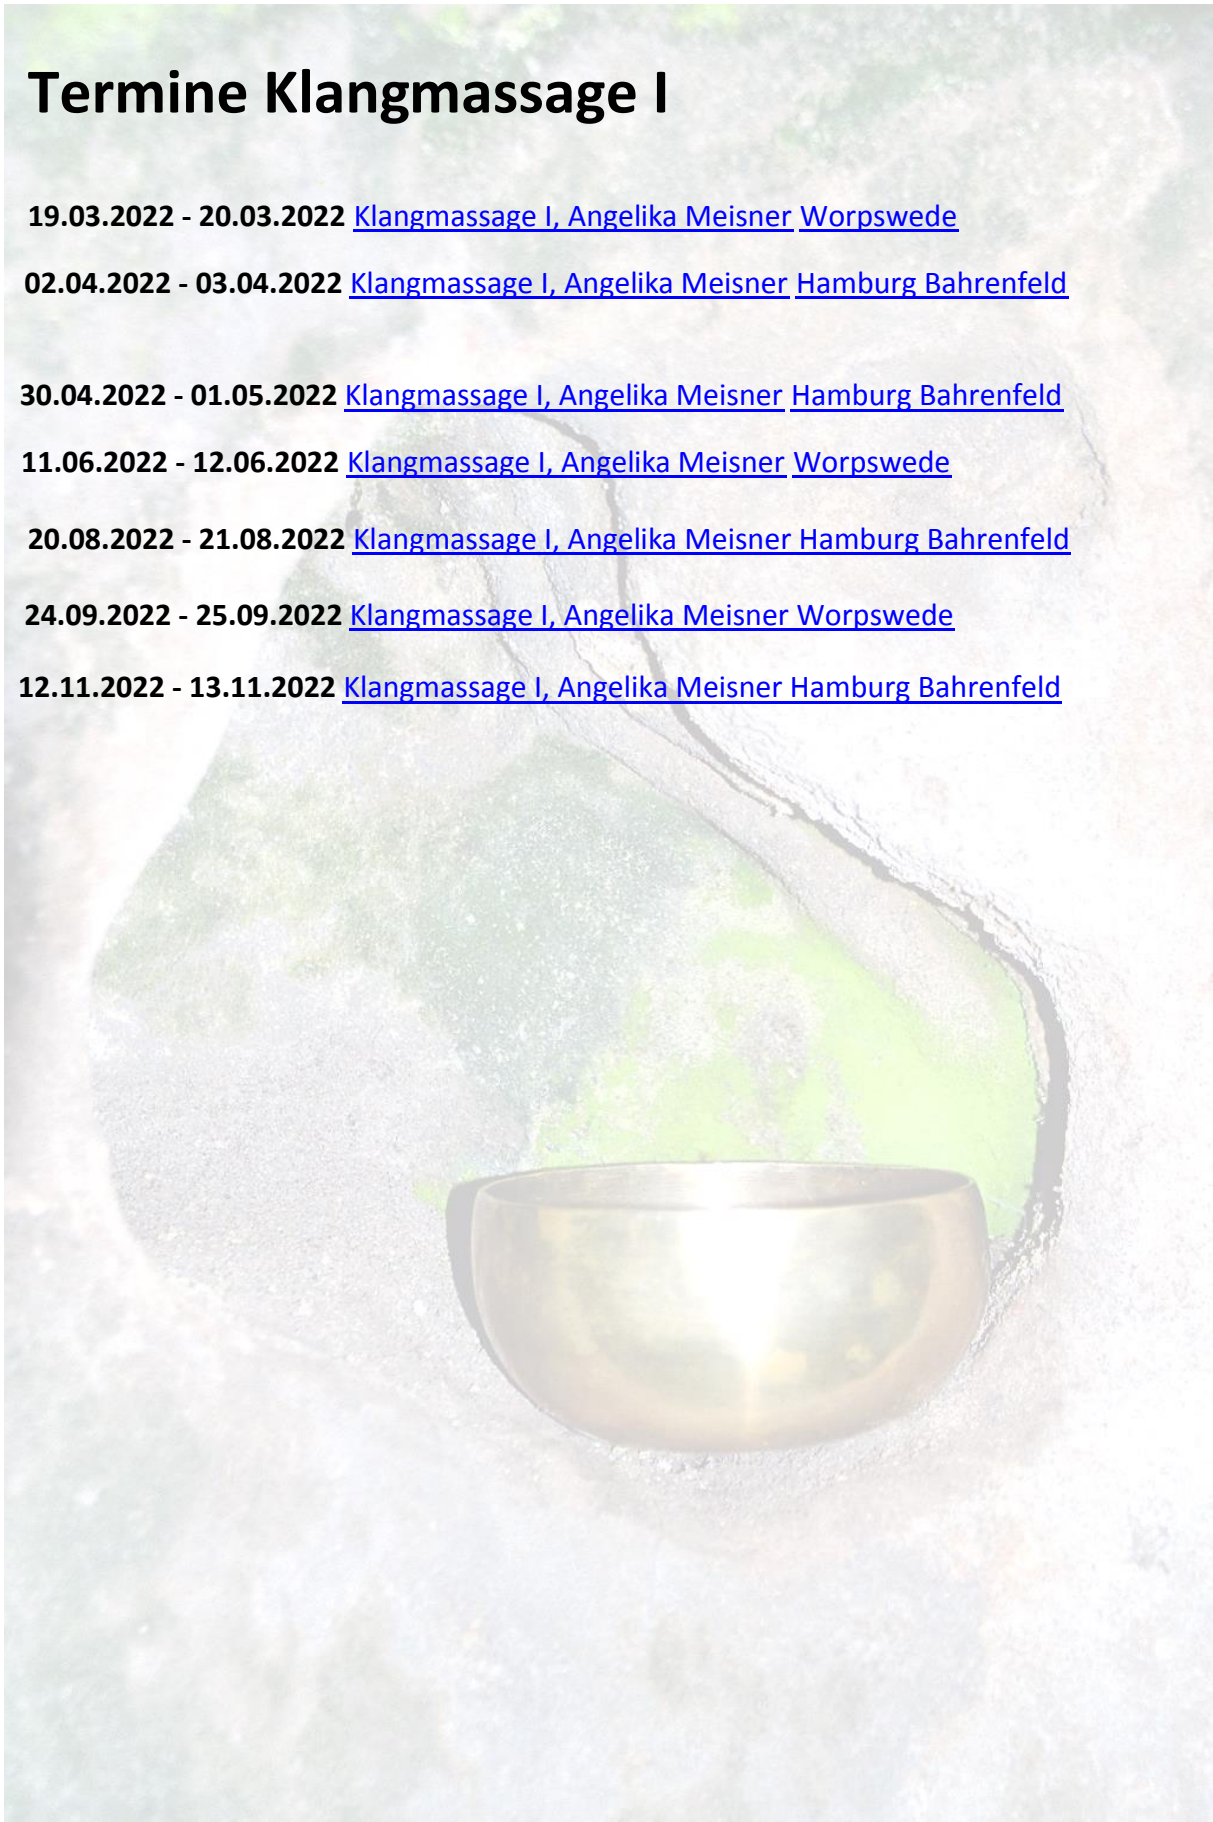 Termine Klangmassage I
19.03.2022 - 20.03.2022 Klangmassage I, Angelika Meisner Worpswede
02.04.2022 - 03.04.2022 Klangmassage I, Angelika Meisner Hamburg Bahrenfeld
30.04.2022 - 01.05.2022 Klangmassage I, Angelika Meisner Hamburg Bahrenfeld
11.06.2022 - 12.06.2022 Klangmassage I, Angelika Meisner Worpswede
20.08.2022 - 21.08.2022 Klangmassage I, Angelika Meisner Hamburg Bahrenfeld
24.09.2022 - 25.09.2022 Klangmassage I, Angelika Meisner Worpswede
12.11.2022 - 13.11.2022 Klangmassage I, Angelika Meisner Hamburg Bahrenfeld